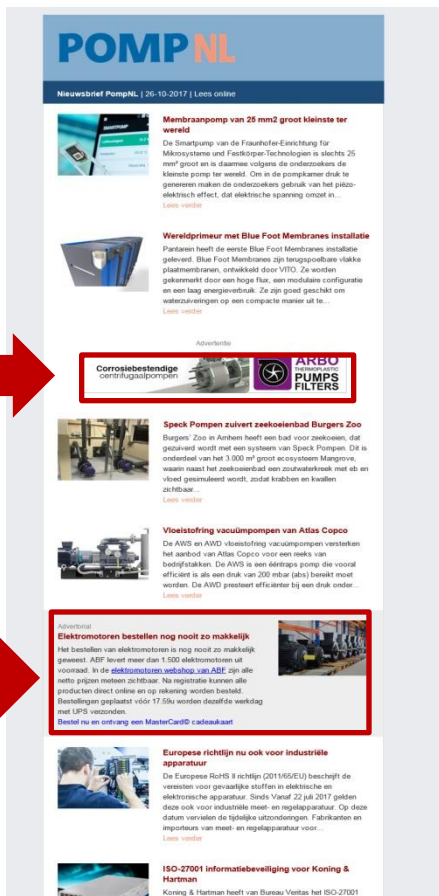 POMPNL
Nieuwsbrief PompNL | 26-10-2017 | Lees online
Membraanpomp van 25 mm2 groot kleinste ter
wereld
De Smartpump van de Fraunhofer-Einrichtung für
Mikrosysteme und Festkörper-Technologien is slechts 25
mm² groot en is daarmee volgens de onderzoekers de
kleinste pomp ter wereld. Om in de pompkamer druk te
genereren maken de onderzoekers gebruik van het piëzo-
elektrisch effect, dat elektrische spanning omzet in...
Lees verder
Wereldprimeur met Blue Foot Membranes installatie
Pantarein heeft de eerste Blue Foot Membranes installatie
geleverd. Blue Foot Membranes zijn terugspoelbare vlakke
plaatmembranen, ontwikkeld door VITO. Ze worden
gekenmerkt door een hoge flux, een modulaire configuratie
en een laag energieverbruik. Ze zijn goed geschikt om
waterzuiveringen op een compacte manier uit te...
Lees verder
Advertentie
Corrosiebestendige
centrifugaalpompen
ARBO
THERMOPLASTIC
PUMPS
FILTERS
Speck Pompen zuivert zeekoeienbad Burgers Zoo
Burgers' Zoo in Arnhem heeft een bad voor zeekoeien, dat
gezuiverd wordt met een systeem van Speck Pompen. Dit is
onderdeel van het 3.000 m² groot ecosysteem Mangrove,
waarin naast het zeekoeienbad een zoutwaterkreek met eb en
vloed gesimuleerd wordt, zodat krabben en kwallen
zichtbaar...
Lees verder
Vloeistofring vacuümpompen van Atlas Copco
De AWS en AWD vloeistofring vacuümpompen versterken
het aanbod van Atlas Copco voor een reeks van
bedrijfstakken. De AWS is een ééntraps pomp die vooral
efficiënt is als een druk van 200 mbar (abs) bereikt moet
worden. De AWD presteert efficiënter bij een druk onder...
Lees verder
Advertorial
Elektromotoren bestellen nog nooit zo makkelijk
Het bestellen van elektromotoren is nog nooit zo makkelijk
geweest. ABF levert meer dan 1.500 elektromotoren uit
voorraad. In de elektromotoren webshop van ABF zijn alle
netto prijzen meteen zichtbaar. Na registratie kunnen alle
producten direct online en op rekening worden besteld.
Bestellingen geplaatst vóór 17.59u worden dezelfde werkdag
met UPS verzonden.
Bestel nu en ontvang een MasterCard© cadeaukaart
Europese richtlijn nu ook voor industriële
apparatuur
De Europese RoHS II richtlijn (2011/65/EU) beschrijft de
vereisten voor gevaarlijke stoffen in elektrische en
elektronische apparatuur. Sinds Vanaf 22 juli 2017 gelden
deze ook voor industriële meet- en regelapparatuur. Op deze
datum vervielen de tijdelijke uitzonderingen. Fabrikanten en
importeurs van meet- en regelapparatuur voor...
Lees verder
ISO-27001 informatiebeveiliging voor Koning &
Hartman
Koning & Hartman heeft van Bureau Veritas het ISO-27001